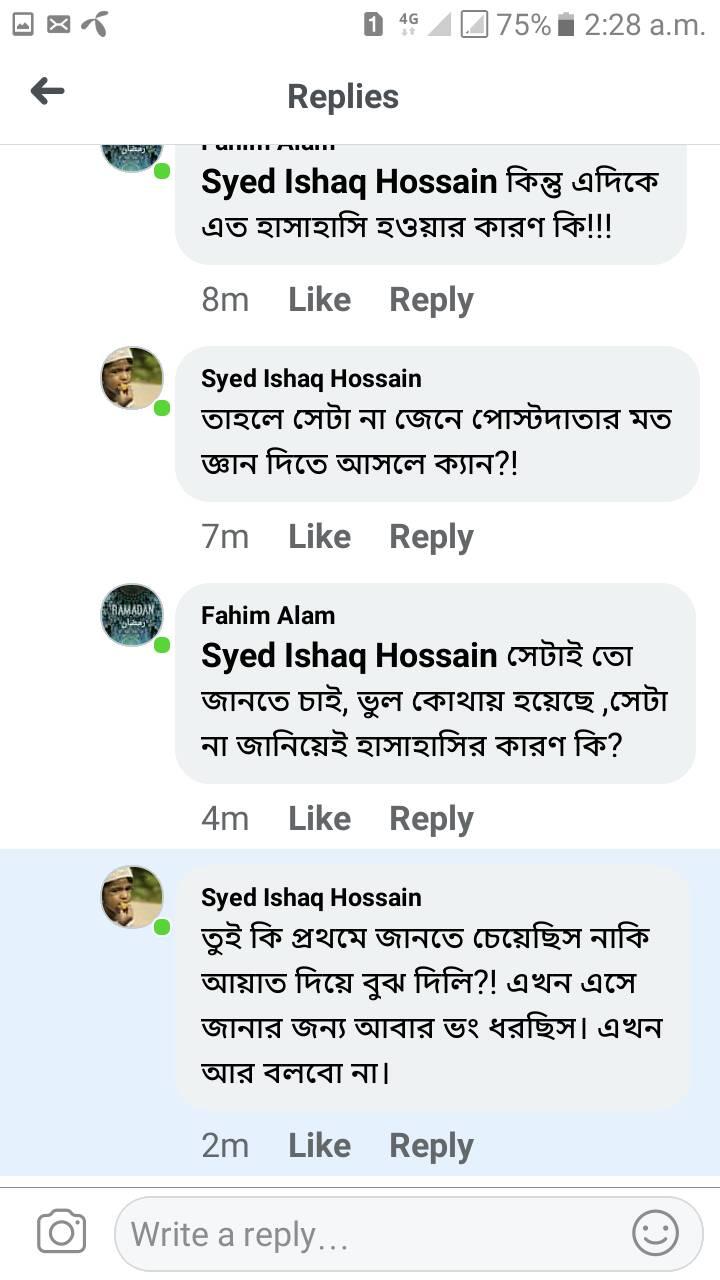 1 4G 75% 2:28 a.m.
Replies
Fahim Alam
Syed Ishaq Hossain কিন্তু এদিকে
এত হাসাহাসি হওয়ার কারণ কি!!!
8m Like Reply
Syed Ishaq Hossain
তাহলে সেটা না জেনে পোস্টদাতার মত
জ্ঞান দিতে আসলে ক্যান?!
7m Like Reply
RAMADAN
رمضان
Fahim Alam
Syed Ishaq Hossain সেটাই তো
জানতে চাই, ভুল কোথায় হয়েছে ,সেটা
না জানিয়েই হাসাহাসির কারণ কি?
4m Like Reply
Syed Ishaq Hossain
তুই কি প্রথমে জানতে চেয়েছিস নাকি
আয়াত দিয়ে বুঝ দিলি?! এখন এসে
জানার জন্য আবার ভং ধরছিস। এখন
আর বলবো না।
2m Like Reply
Write a reply...